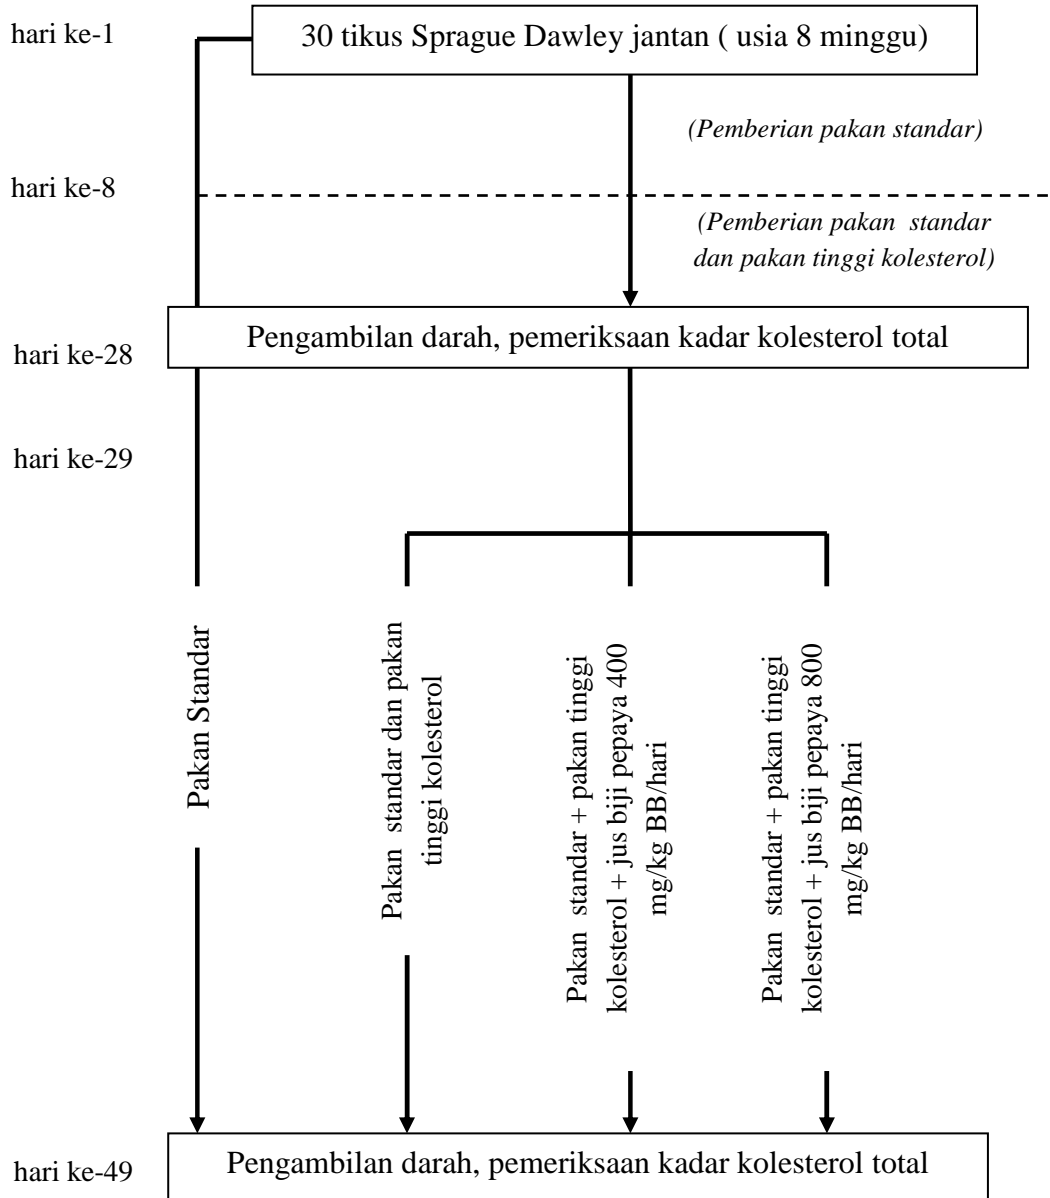 hari ke-1
30 tikus Sprague Dawley jantan ( usia 8 minggu)
(Pemberian pakan standar)
hari ke-8
(Pemberian pakan standar
dan pakan tinggi kolesterol)
Pengambilan darah, pemeriksaan kadar kolesterol total
hari ke-28
hari ke-29
Pakan Standar
Pakan standar dan pakan
tinggi kolesterol
Pakan standar + pakan tinggi
kolesterol + jus biji pepaya 400
mg/kg BB/hari
Pakan standar + pakan tinggi
kolesterol + jus biji pepaya 800
mg/kg BB/hari
Pengambilan darah, pemeriksaan kadar kolesterol total
hari ke-49